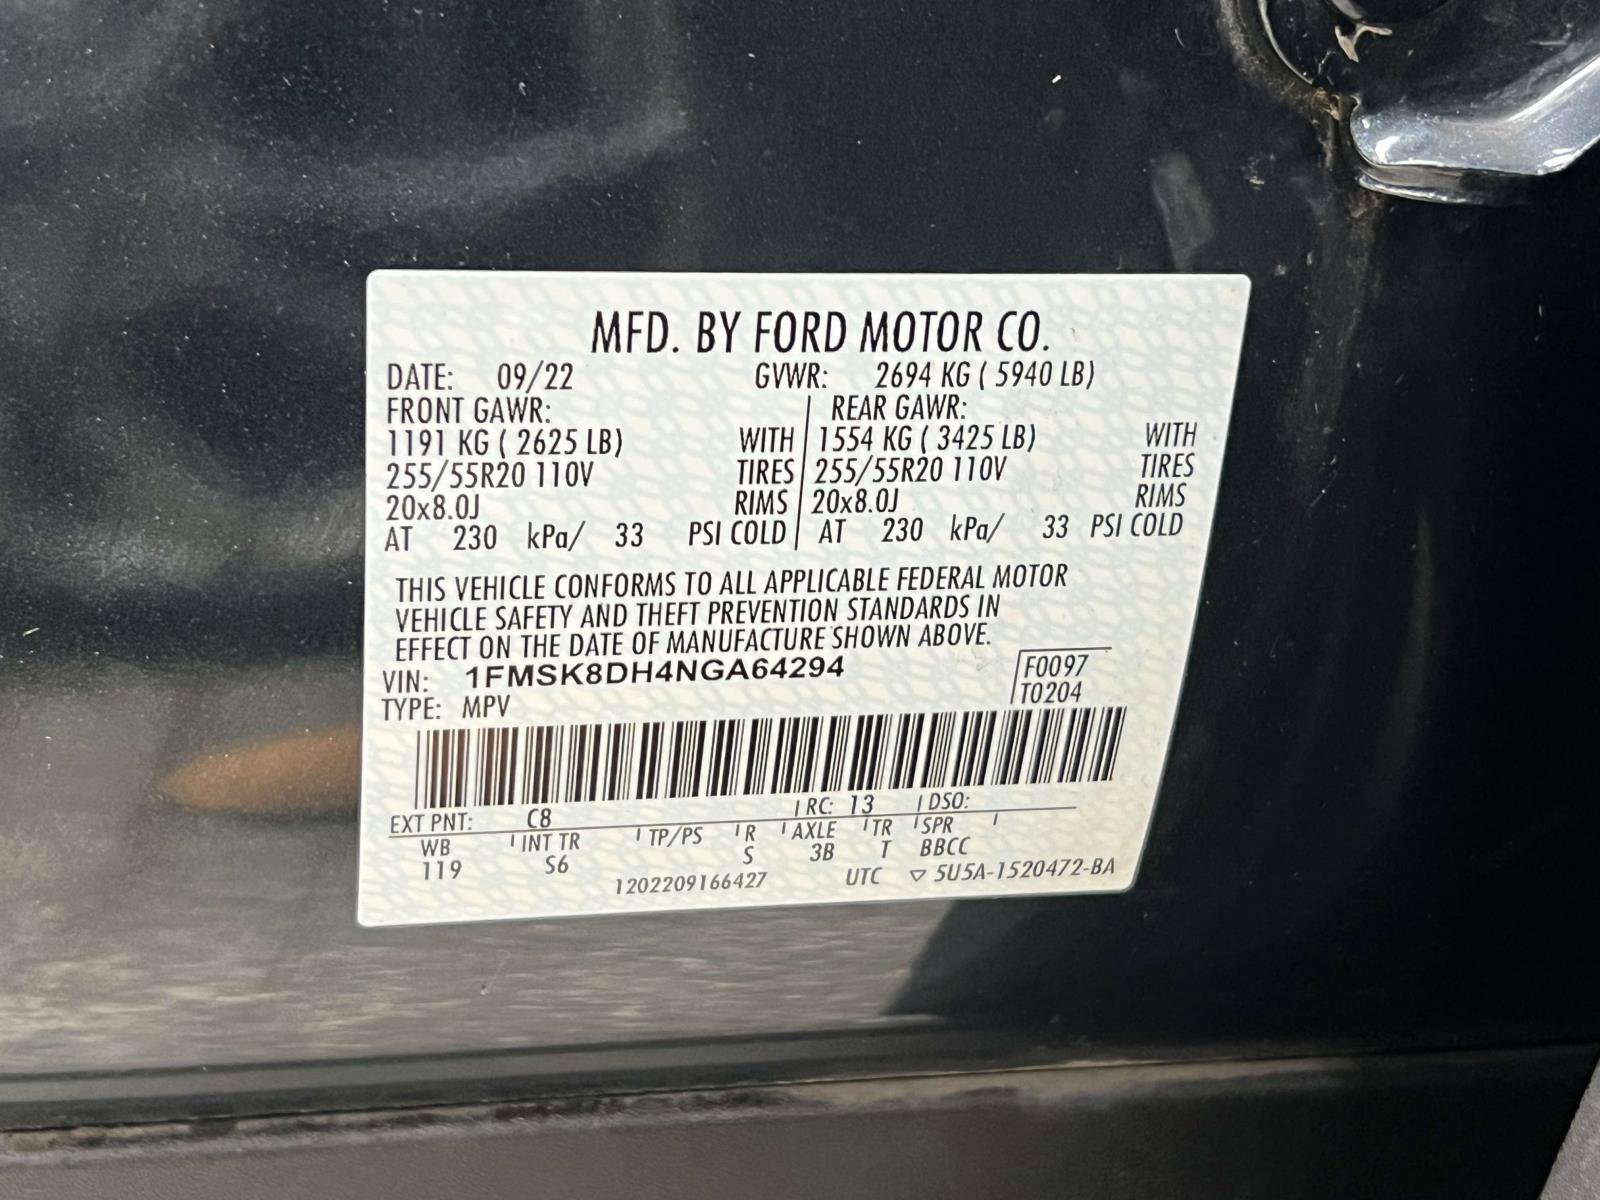 MFD. BY FORD MOTOR CO.
DATE: 09/22 GVWR: 2694 KG ( 5940 LB)
FRONT GAWR: REAR GAWR:
1191 KG ( 2625 LB) WITH 1554 KG ( 3425 LB) WITH
255/55R20 110V TIRES 255/55R20 110V TIRES
20x8.0J RIMS 20x8.0J RIMS
AT 230 kPa/ 33 PSI COLD AT 230 kPa/ 33 PSI COLD
THIS VEHICLE CONFORMS TO ALL APPLICABLE FEDERAL MOTOR
VEHICLE SAFETY AND THEFT PREVENTION STANDARDS IN
EFFECT ON THE DATE OF MANUFACTURE SHOWN ABOVE.
VIN: 1FMSK8DH4NGA64294 F0097
TYPE: MPV T0204
EXT PNT: C8 RC: 13 DSO:
WB INT TR TP/PS R AXLE TR SPR
119 S6 S 3B T BBCC
1202209166427 UTC ▽ 5U5A-1520472-BA